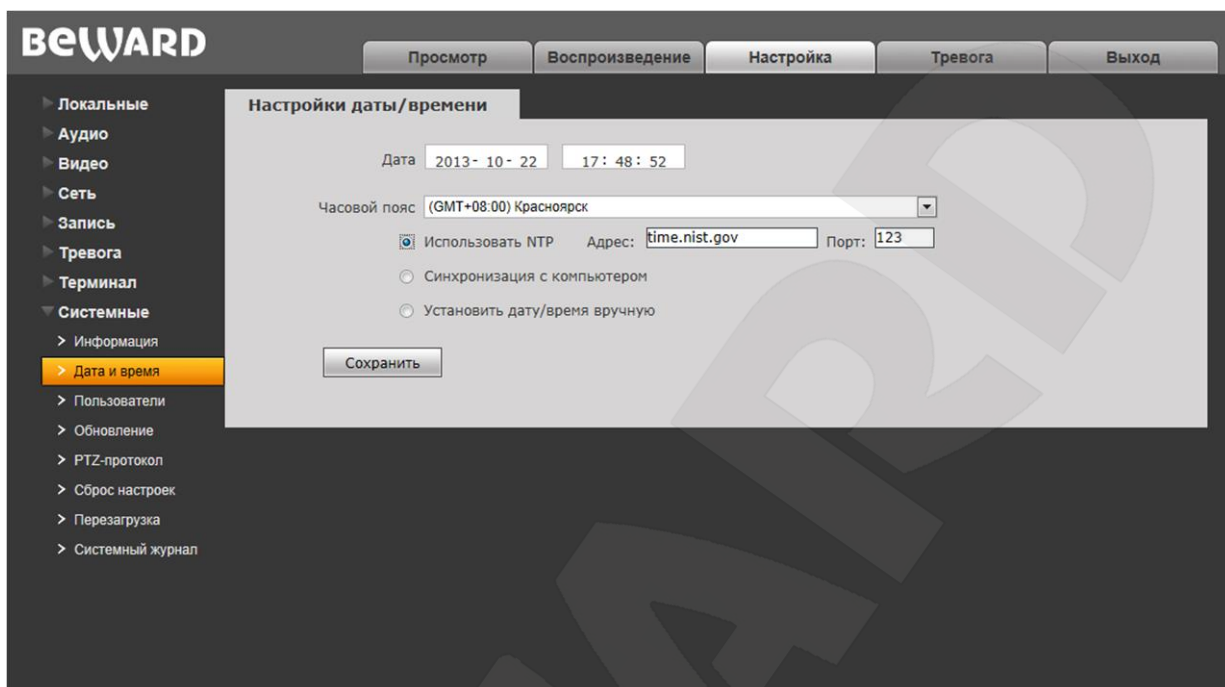 BEWARD
Просмотр Воспроизведение Настройка Тревога Выход
Локальные
Аудио
Видео
Сеть
Запись
Тревога
Терминал
Системные
Информация
Дата и время
Пользователи
Обновление
PTZ-протокол
Сброс настроек
Перезагрузка
Системный журнал
Настройки даты/времени
Дата 2013- 10- 22 17: 48: 52
Часовой пояс (GMT+08:00) Красноярск
Использовать NTP Адрес: time.nist.gov Порт: 123
Синхронизация с компьютером
Установить дату/время вручную
Сохранить